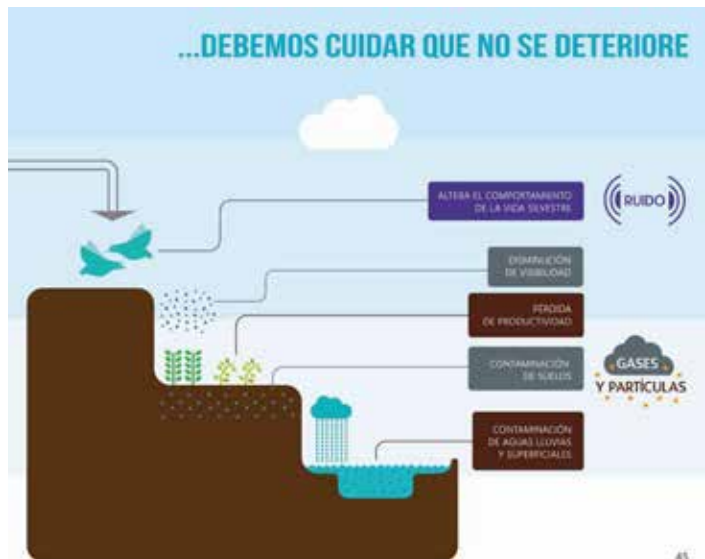 ...DEBEMOS CUIDAR QUE NO SE DETERIORE
ALTERA EL COMPORTAMIENTO
DE LA VIDA SILVESTRE
RUIDO
DISMINUCIÓN
DE VISIBILIDAD
PÉRDIDA
DE PRODUCTIVIDAD
CONTAMINACIÓN
DE SUELOS
GASES
Y PARTÍCULAS
CONTAMINACIÓN
DE AGUAS LLUVIAS
Y SUPERFICIALES
45